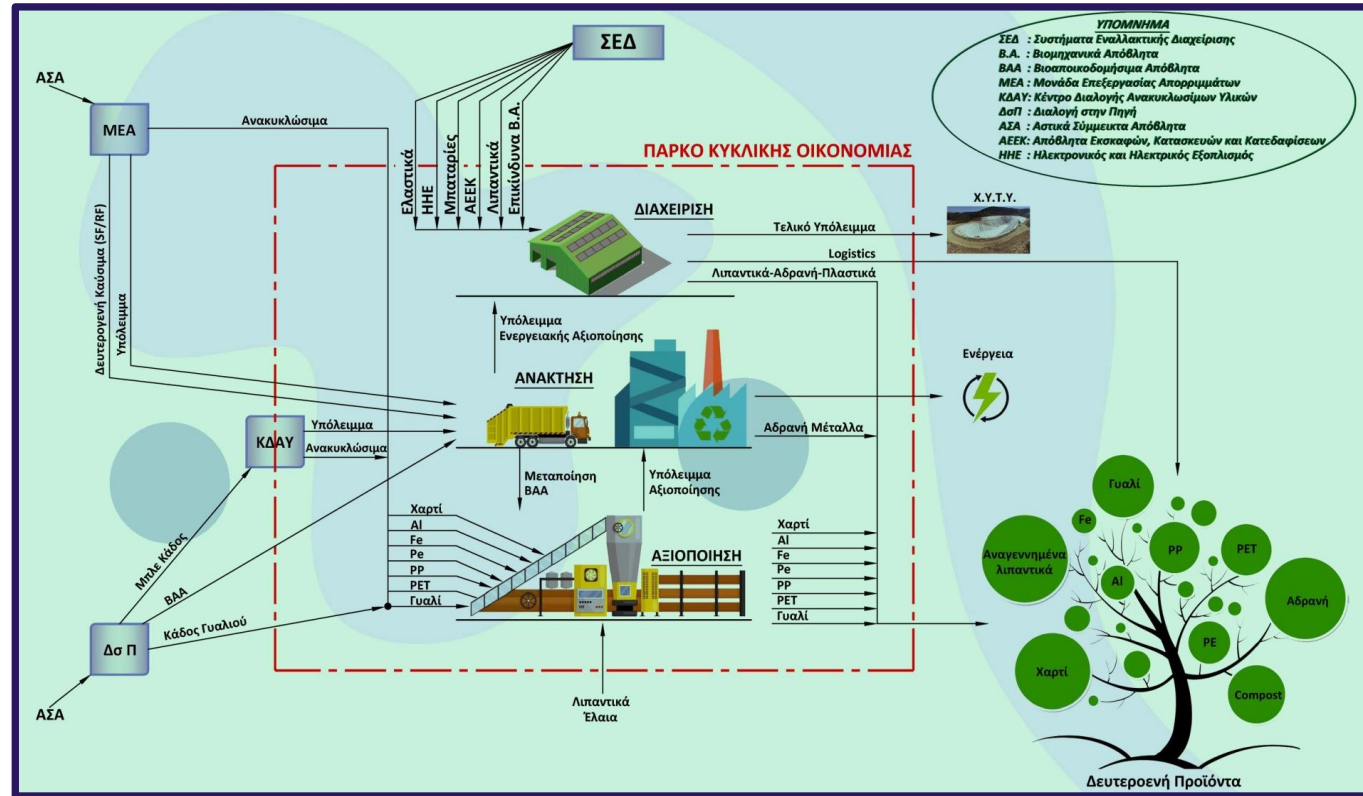 ΣΕΔ
ΥΠΟΜΝΗΜΑ
ΣΕΔ : Συστήματα Εναλλακτικής Διαχείρισης
Β.Α. : Βιομηχανικά Απόβλητα
ΒΑΑ : Βιοαποικοδομήσιμα Απόβλητα
ΜΕΑ : Μονάδα Επεξεργασίας Απορριμμάτων
ΚΔΑΥ: Κέντρο Διαλογής Ανακυκλωσίμων Υλικών
ΔσΠ : Διαλογή στην Πηγή
ΑΣΑ : Αστικά Σύμμεικτα Απόβλητα
ΑΕΕΚ: Απόβλητα Εκσκαφών, Κατασκευών και Κατεδαφίσεων
ΗΗΕ : Ηλεκτρονικός και Ηλεκτρικός Εξοπλισμός
ΑΣΑ
ΜΕΑ
Ανακυκλώσιμα
Δευτερογενή Καύσιμα (SF/RF)
Υπόλειμμα
ΠΑΡΚΟ ΚΥΚΛΙΚΗΣ ΟΙΚΟΝΟΜΙΑΣ
Ελαστικά
ΗΗΕ
Μπαταρίες
ΑΕΕΚ
Λιπαντικά
Επικίνδυνα Β.Α.
ΔΙΑΧΕΙΡΙΣΗ
Τελικό Υπόλειμμα
Χ.Υ.Τ.Υ.
Logistics
Λιπαντικά-Αδρανή-Πλαστικά
Υπόλειμμα
Ενεργειακής Αξιοποίησης
ΑΝΑΚΤΗΣΗ
Ενέργεια
ΚΔΑΥ
Υπόλειμμα
Ανακυκλώσιμα
Αδρανή Μέταλλα
Μεταποίηση
ΒΑΑ
Υπόλειμμα
Αξιοποίησης
Μπλε Κάδος
ΒΑΑ
Κάδος Γυαλιού
Δσ Π
ΑΣΑ
Χαρτί
Al
Fe
Pe
PP
PET
Γυαλί
ΑΞΙΟΠΟΙΗΣΗ
Λιπαντικά
Έλαια
Χαρτί
Al
Fe
Pe
PP
PET
Γυαλί
Γυαλί
Fe
Αναγεννημένα
λιπαντικά
PP
PET
Al
Αδρανή
PE
Χαρτί
Compost
Δευτεροενή Προϊόντα